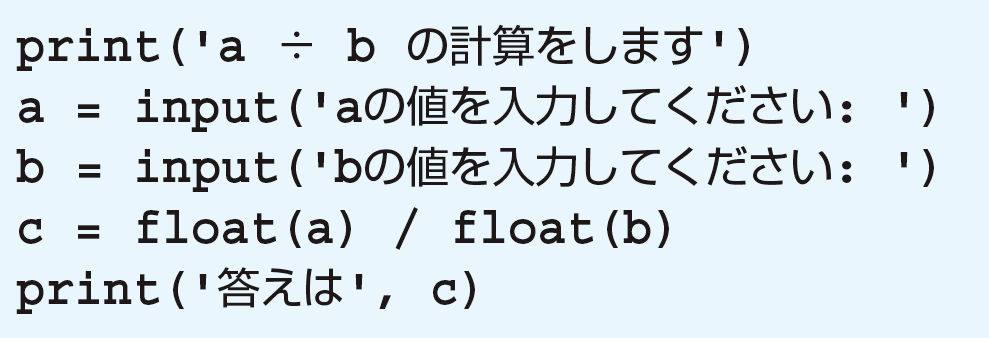 print('a ÷ b の計算をします')
a = input('aの値を入力してください: ')
b = input('bの値を入力してください: ')
c = float(a) / float(b)
print('答えは', c)